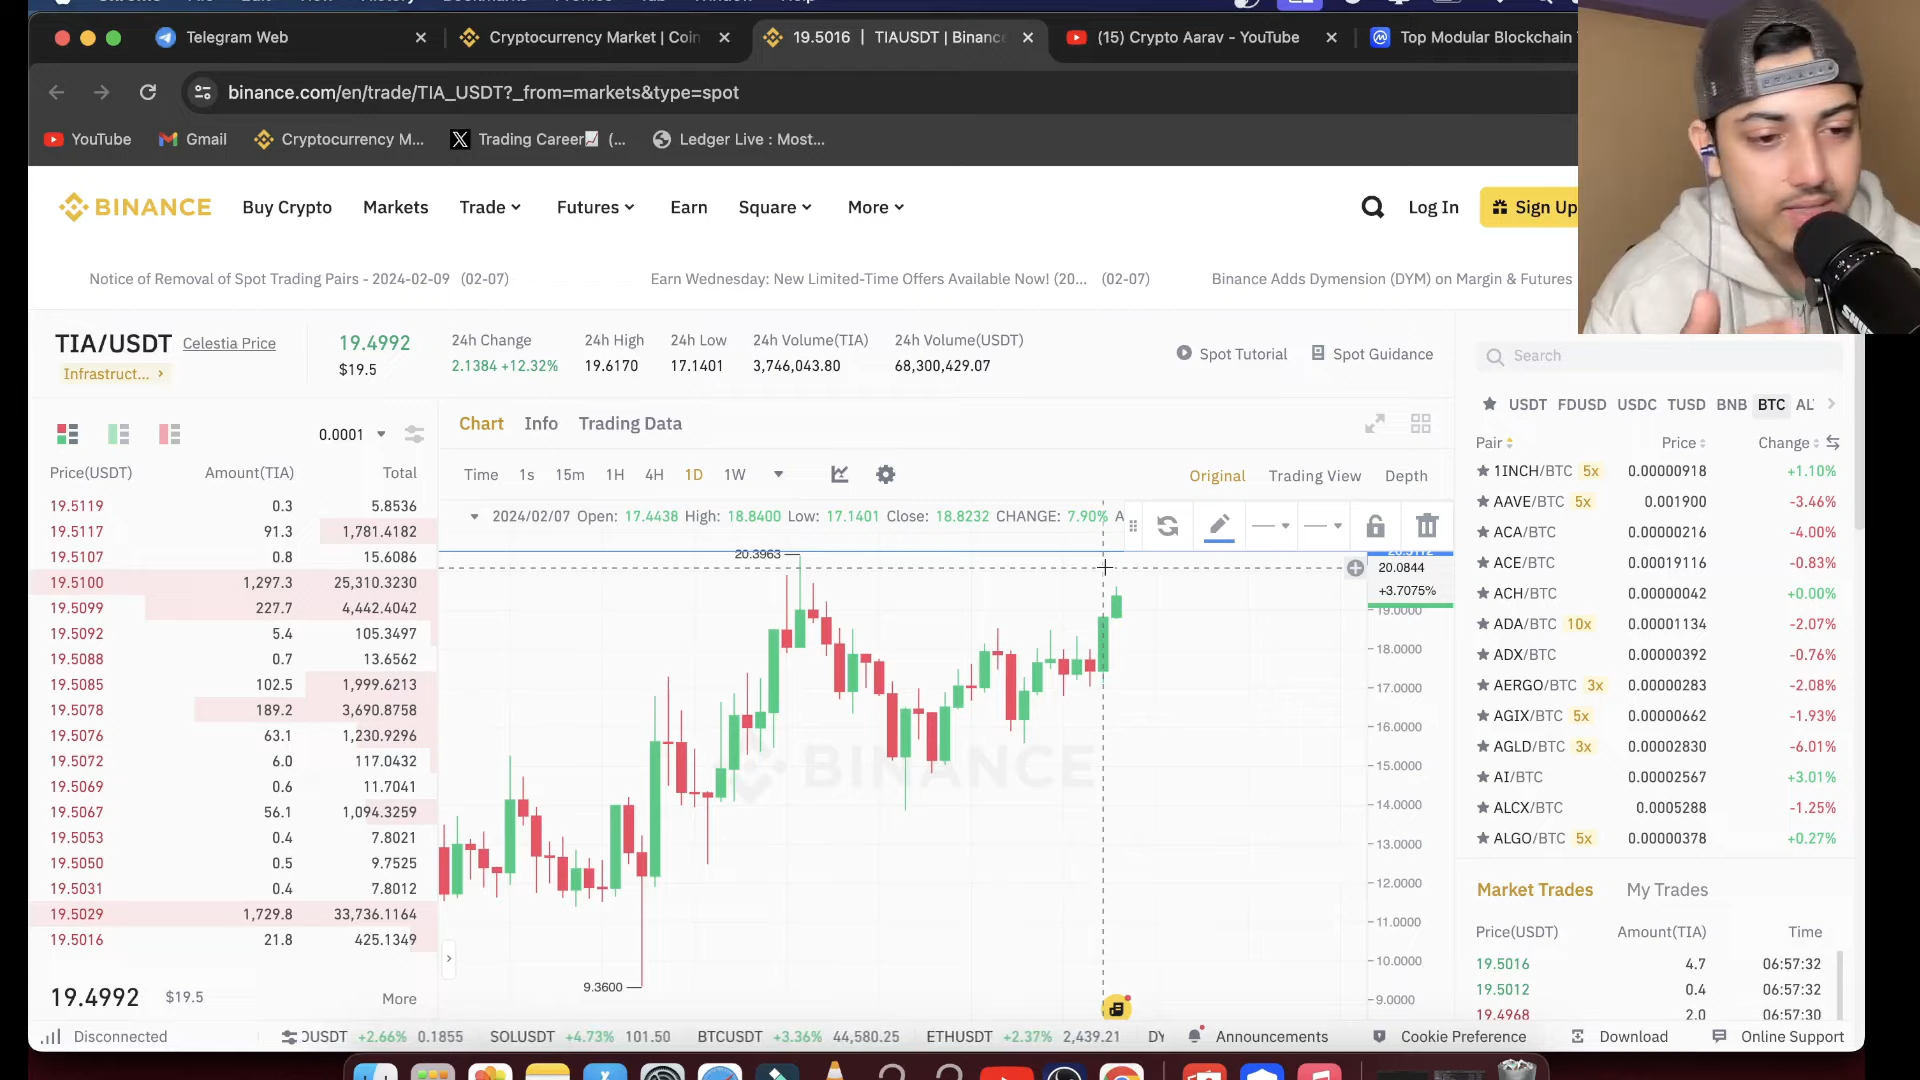 Telegram Web
Cryptocurrency Market | Coin
19.5016 | TIAUSDT | Binance
(15) Crypto Aarav - YouTube
Top Modular Blockchain
binance.com/en/trade/TIA_USDT?_from=markets&type=spot
YouTube
Gmail
Cryptocurrency M...
Trading Career (...
Ledger Live : Most...
BINANCE
Buy Crypto
Markets
Trade
Futures
Earn
Square
More
Log In
Sign Up
Notice of Removal of Spot Trading Pairs - 2024-02-09 (02-07)
Earn Wednesday: New Limited-Time Offers Available Now! (20... (02-07)
Binance Adds Dymension (DYM) on Margin & Futures
TIA/USDT
Celestia Price
Infrastruct... ›
19.4992
$19.5
24h Change
2.1384 +12.32%
24h High
19.6170
24h Low
17.1401
24h Volume(TIA)
3,746,043.80
24h Volume(USDT)
68,300,429.07
Spot Tutorial
Spot Guidance
0.0001
Price(USDT) Amount(TIA) Total
19.5119 0.3 5.8536
19.5117 91.3 1,781.4182
19.5107 0.8 15.6086
19.5100 1,297.3 25,310.3230
19.5099 227.7 4,442.4042
19.5092 5.4 105.3497
19.5088 0.7 13.6562
19.5085 102.5 1,999.6213
19.5078 189.2 3,690.8758
19.5076 63.1 1,230.9296
19.5072 6.0 117.0432
19.5069 0.6 11.7041
19.5067 56.1 1,094.3259
19.5053 0.4 7.8021
19.5050 0.5 9.7525
19.5031 0.4 7.8012
19.5029 1,729.8 33,736.1164
19.5016 21.8 425.1349
19.4992 $19.5 More
Chart Info Trading Data
Time 1s 15m 1H 4H 1D 1W
Original Trading View Depth
2024/02/07 Open: 17.4438 High: 18.8400 Low: 17.1401 Close: 18.8232 CHANGE: 7.90% A
20.3963
9.3600
BINANCE
20.0844
+3.7075%
19.0000
18.0000
17.0000
16.0000
15.0000
14.0000
13.0000
12.0000
11.0000
10.0000
9.0000
Search
USDT FDUSD USDC TUSD BNB BTC AL
Pair Price Change
1INCH/BTC 5x 0.00000918 +1.10%
AAVE/BTC 5x 0.001900 -3.46%
ACA/BTC 0.00000216 -4.00%
ACE/BTC 0.00019116 -0.83%
ACH/BTC 0.00000042 +0.00%
ADA/BTC 10x 0.00001134 -2.07%
ADX/BTC 0.00000392 -0.76%
AERGO/BTC 3x 0.00000283 -2.08%
AGIX/BTC 5x 0.00000662 -1.93%
AGLD/BTC 3x 0.00002830 -6.01%
AI/BTC 0.00002567 +3.01%
ALCX/BTC 0.0005288 -1.25%
ALGO/BTC 5x 0.00000378 +0.27%
Market Trades My Trades
Price(USDT) Amount(TIA) Time
19.5016 4.7 06:57:32
19.5012 0.4 06:57:32
19.4968 2.0 06:57:30
Disconnected
OUSDT +2.66% 0.1855
SOLUSDT +4.73% 101.50
BTCUSDT +3.36% 44,580.25
ETHUSDT +2.37% 2,439.21
DY
Announcements
Cookie Preference
Download
Online Support